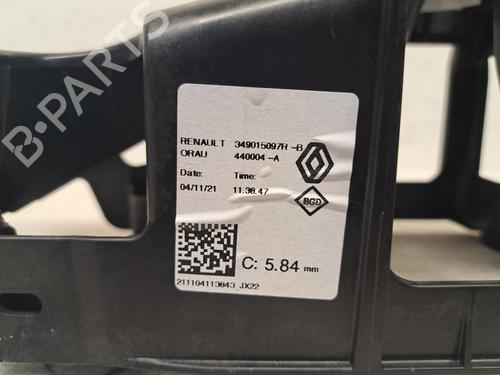 RENAULT 349015097R -B
ORAU 440004 -A
Date: Time:
04/11/21 11.38.47
BGD
C: 5.84 mm
211104113843 JX22
B-PARTS